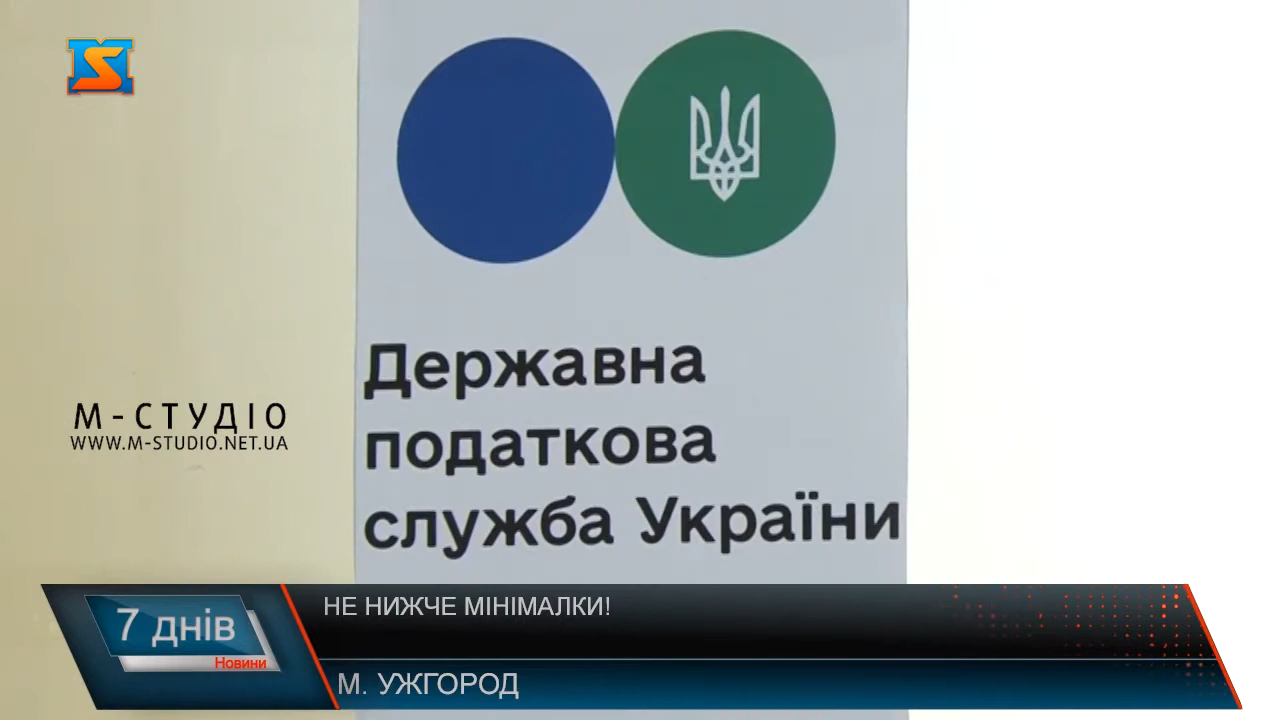 Державна
податкова
служба України
М-СТУДІО
WWW.M-STUDIO.NET.UA
7 днів
Новини
НЕ НИЖЧЕ МІНІМАЛКИ!
М. УЖГОРОД